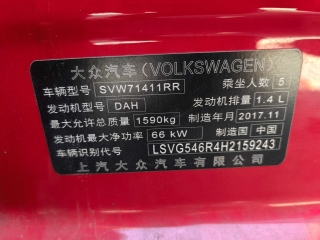 大众汽车(VOLKSWAGEN)
车辆型号 SVW71411RR 乘坐人数 5
发动机型号 DAH 发动机排量 1.4 L
最大允许总质量 1590kg 制造年月 2017.11
发动机最大净功率 66 kW 制造国 中国
车辆识别代号 LSVG546R4H2159243
上汽大众汽车有限公司